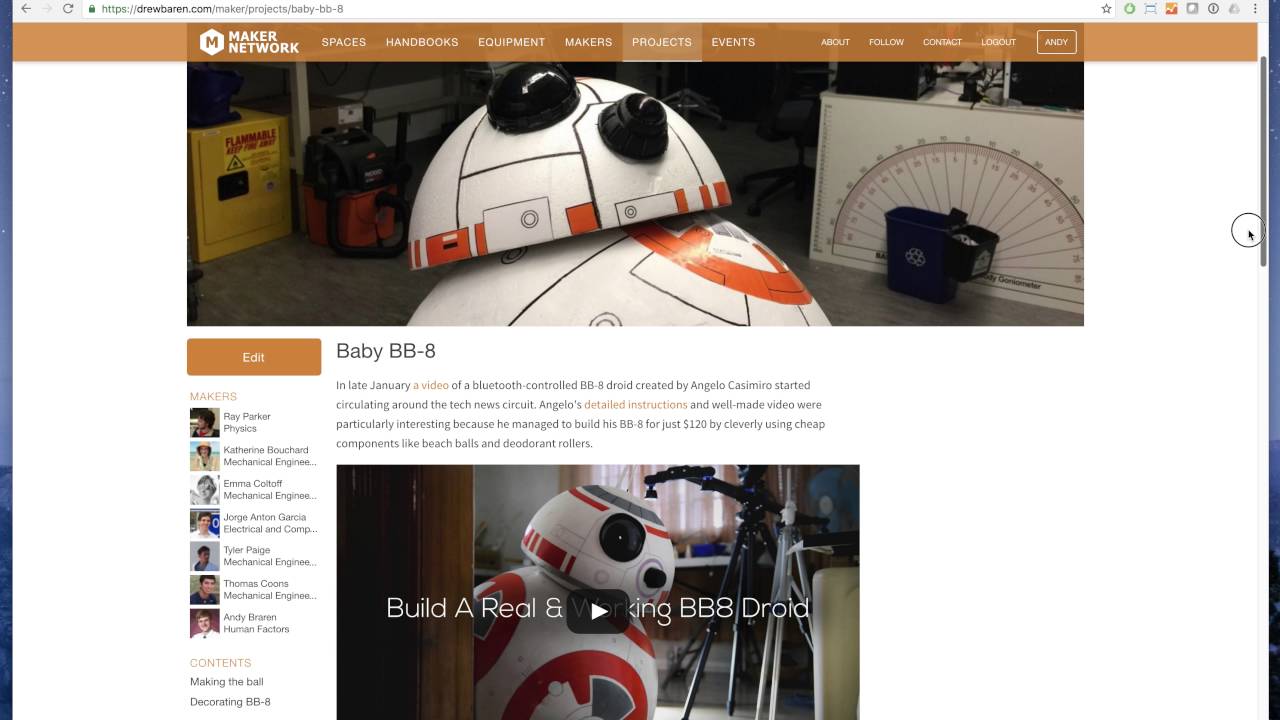 https://drewbaren.com/maker/projects/baby-bb-8
MAKER
NETWORK
SPACES HANDBOOKS EQUIPMENT MAKERS PROJECTS EVENTS ABOUT FOLLOW CONTACT LOGOUT ANDY
FLAMMABLE
KEEP FIRE AWAY
RIDGID
Body Goniometer
Edit
Baby BB-8
In late January a video of a bluetooth-controlled BB-8 droid created by Angelo Casimiro started
circulating around the tech news circuit. Angelo's detailed instructions and well-made video were
particularly interesting because he managed to build his BB-8 for just $120 by cleverly using cheap
components like beach balls and deodorant rollers.
MAKERS
Ray Parker
Physics
Katherine Bouchard
Mechanical Enginee...
Emma Coltoff
Mechanical Enginee...
Jorge Anton Garcia
Electrical and Comp...
Tyler Paige
Mechanical Enginee...
Thomas Coons
Mechanical Enginee...
Andy Braren
Human Factors
CONTENTS
Making the ball
Decorating BB-8
Build A Real & Working BB8 Droid